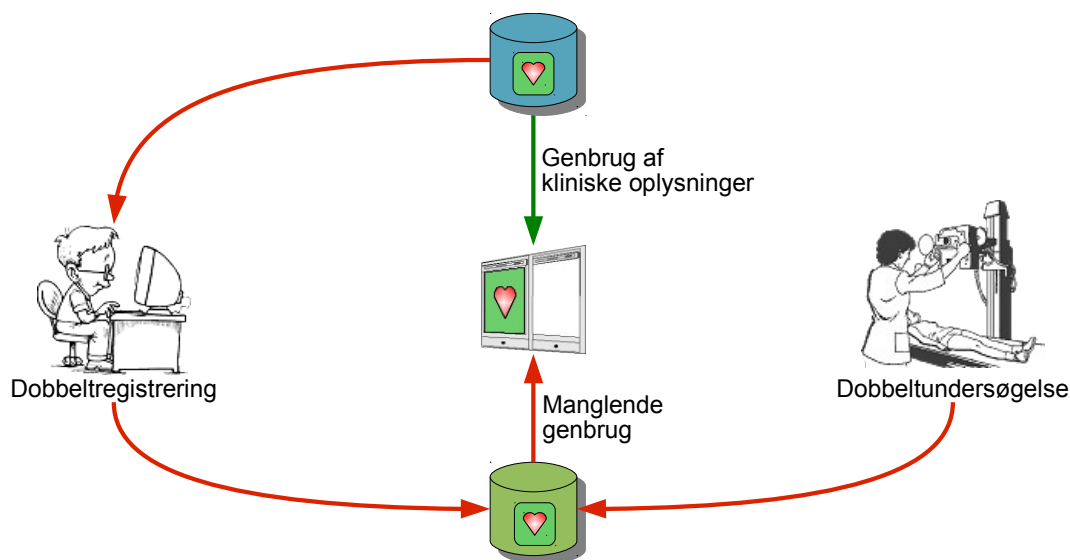 Genbrug af
kliniske oplysninger
Dobbeltregistrering
Dobbeltundersøgelse
Manglende
genbrug